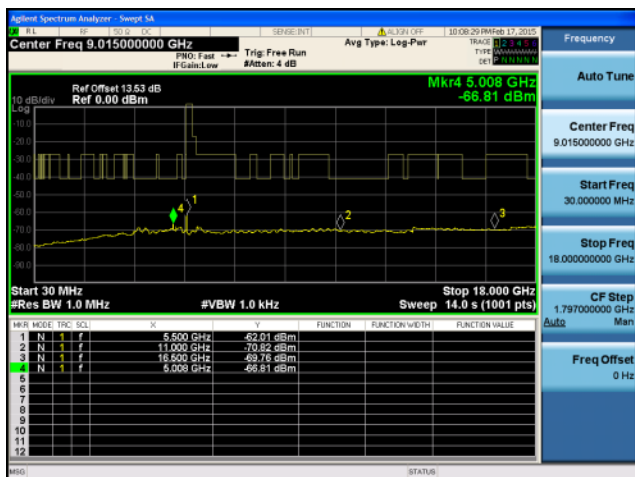 Agilent Spectrum Analyzer - Swept SA
RL RF 50 Ω DC SENSE:INT ALIGN OFF 10:08:29 PM Feb 17, 2015
Center Freq 9.015000000 GHz
PNO: Fast Trig: Free Run
IFGain:Low #Atten: 4 dB
Avg Type: Log-Pwr
TRACE 1 2 3 4 5 6
TYPE
DET P N N N N N
Ref Offset 13.53 dB
10 dB/div Ref 0.00 dBm
Log
Mkr4 5.008 GHz
-66.81 dBm
-10.0
-20.0
-30.0
-40.0
-50.0
-60.0
-70.0
-80.0
-90.0
4 1 2 3
Start 30 MHz Stop 18.000 GHz
#Res BW 1.0 MHz #VBW 1.0 kHz Sweep 14.0 s (1001 pts)
MKR MODE TRC SCL X Y FUNCTION FUNCTION WIDTH FUNCTION VALUE
1 N 1 f 5.500 GHz -62.01 dBm
2 N 1 f 11.000 GHz -70.82 dBm
3 N 1 f 16.500 GHz -69.76 dBm
4 N 1 f 5.008 GHz -66.81 dBm
5
6
7
8
9
10
11
12
MSG STATUS
Frequency
Auto Tune
Center Freq
9.015000000 GHz
Start Freq
30.000000 MHz
Stop Freq
18.000000000 GHz
CF Step
1.797000000 GHz
Auto Man
Freq Offset
0 Hz